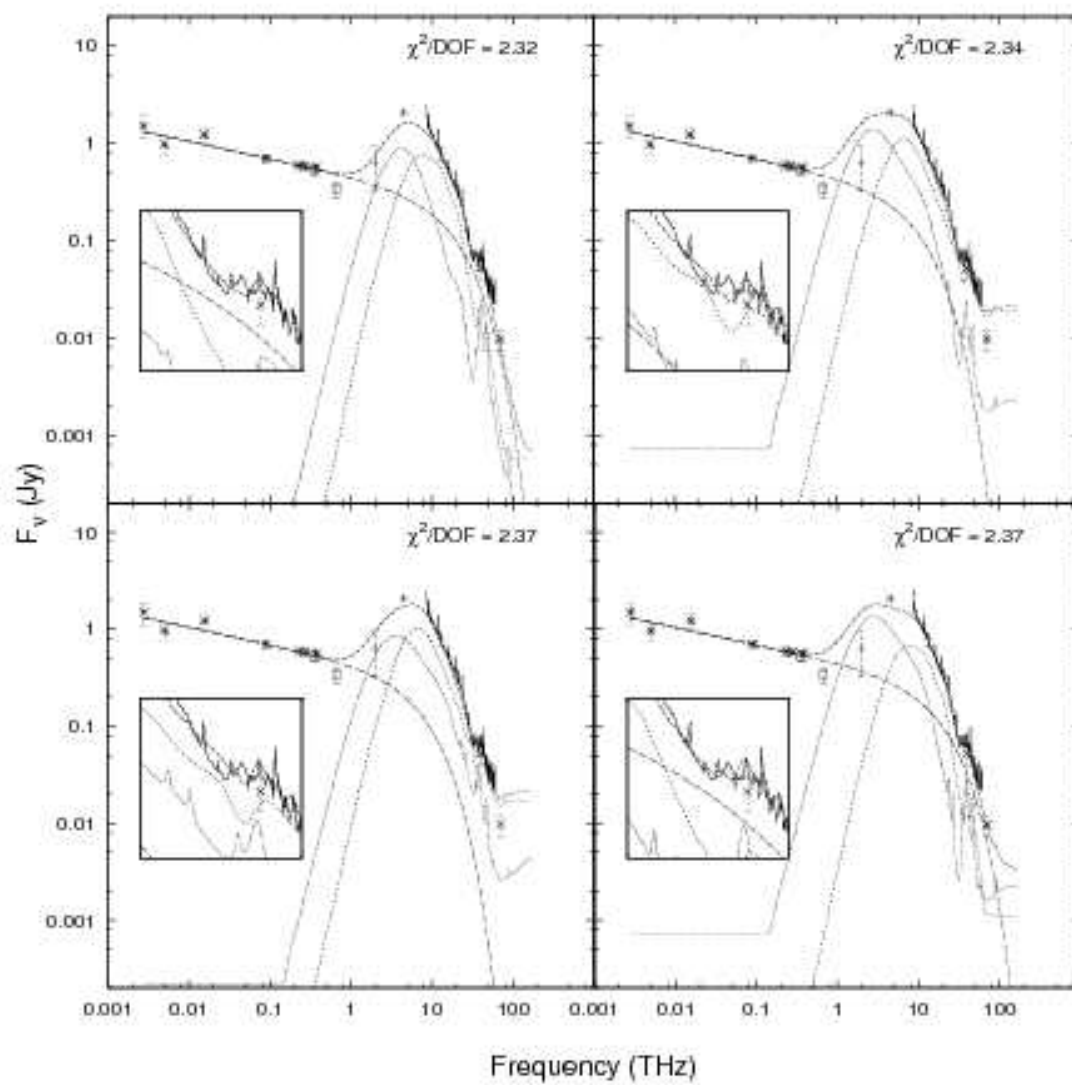 χ²/DOF = 2.32
χ²/DOF = 2.34
10
1
0.1
0.01
0.001
F_ν (Jy)
χ²/DOF = 2.37
χ²/DOF = 2.37
10
1
0.1
0.01
0.001
0.001 0.01 0.1 1 10 100 0.001 0.01 0.1 1 10 100
Frequency (THz)